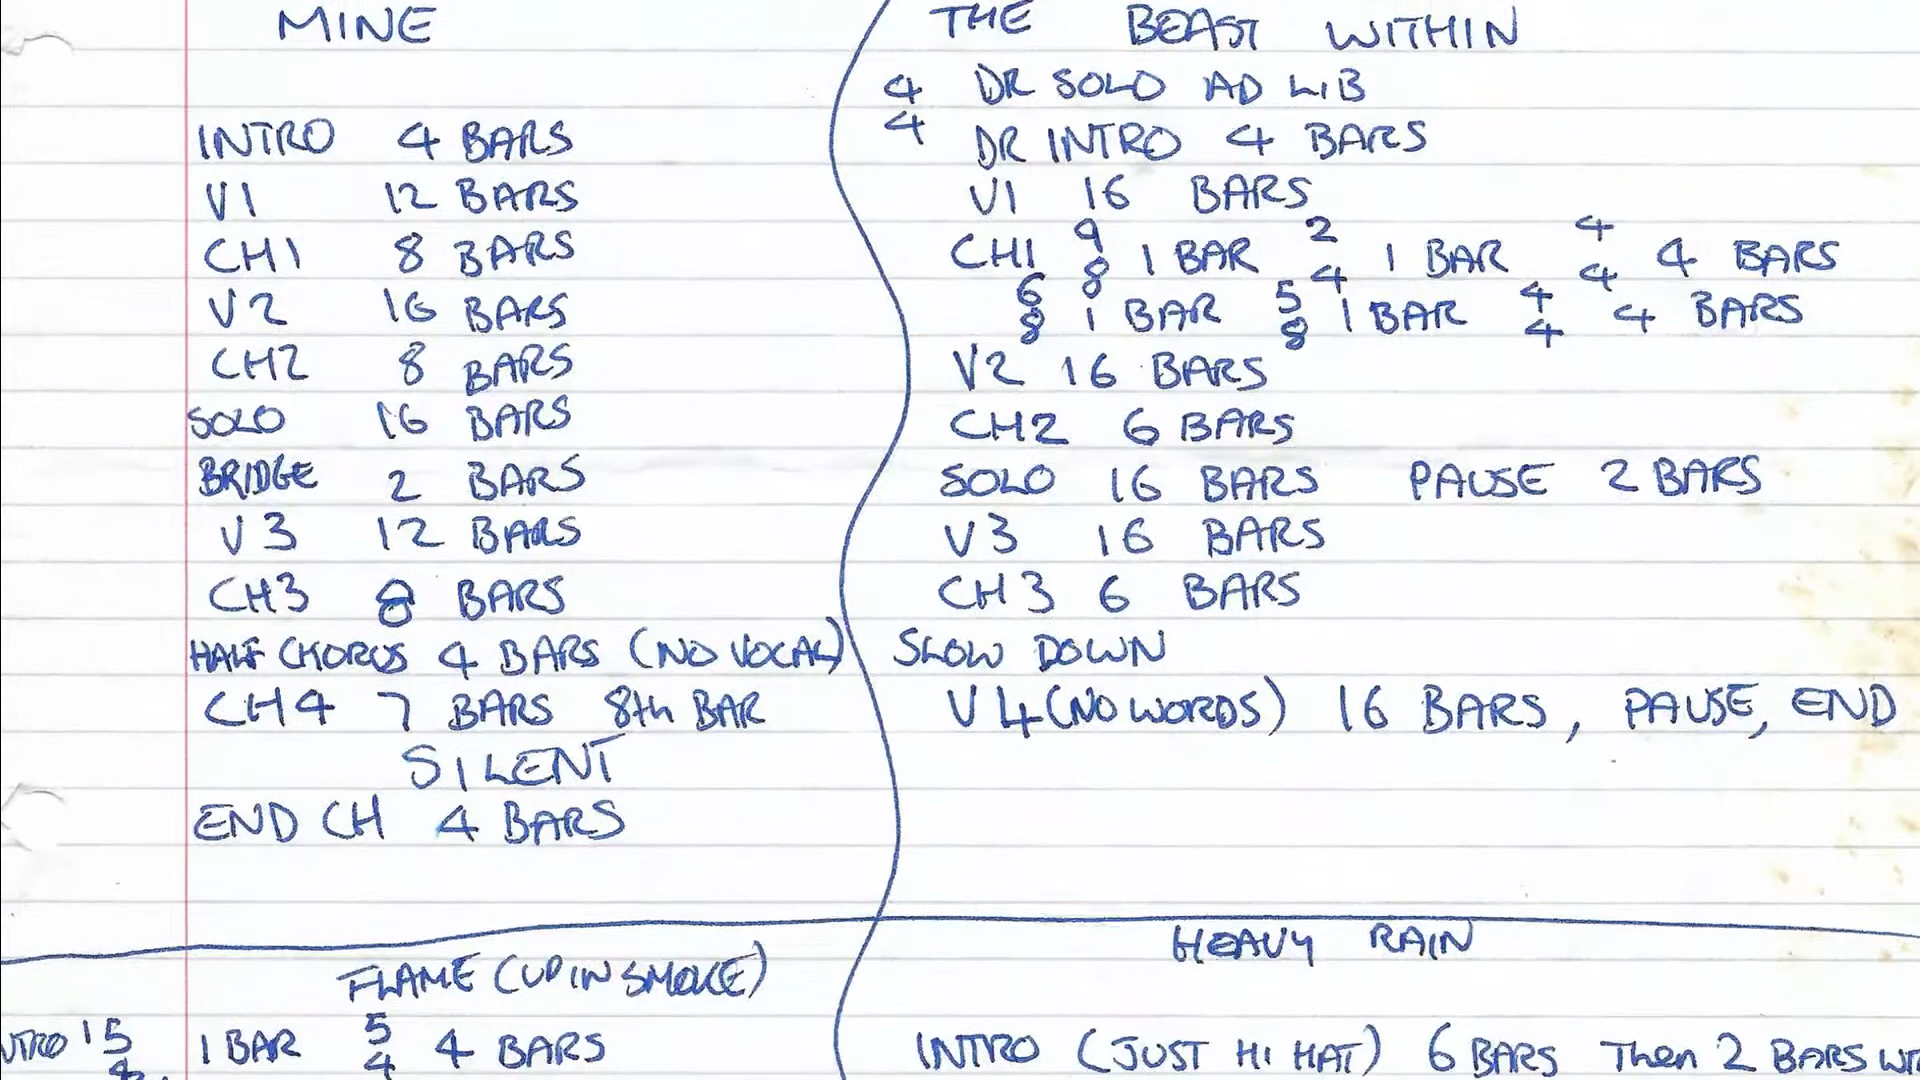 MINE
INTRO 4 BARS
V1 12 BARS
CH1 8 BARS
V2 16 BARS
CH2 8 BARS
SOLO 16 BARS
BRIDGE 2 BARS
V3 12 BARS
CH3 8 BARS
HALF CHORUS 4 BARS (NO VOCAL)
CH4 7 BARS 8th BAR
SILENT
END CH 4 BARS
THE BEAST WITHIN
4/4 DR SOLO AD LIB
DR INTRO 4 BARS
V1 16 BARS
CH1 9/8 1 BAR 2/4 1 BAR 4/4 4 BARS
6/8 1 BAR 5/8 1 BAR 4/4 4 BARS
V2 16 BARS
CH2 6 BARS
SOLO 16 BARS PAUSE 2 BARS
V3 16 BARS
CH3 6 BARS
SLOW DOWN
V4 (NO WORDS) 16 BARS, PAUSE, END
FLAME (UP IN SMOKE)
NTRO 15/4 1 BAR 5/4 4 BARS
HEAVY RAIN
INTRO (JUST HI HAT) 6 BARS Then 2 BARS